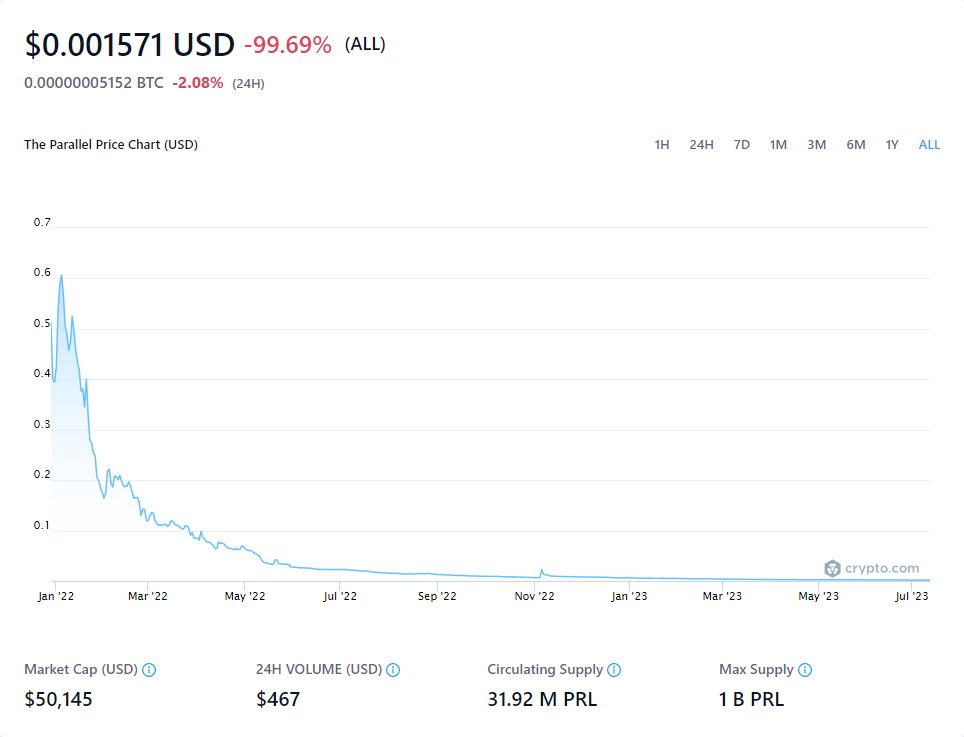 $0.001571 USD -99.69% (ALL)
0.00000005152 BTC -2.08% (24H)
The Parallel Price Chart (USD) 1H 24H 7D 1M 3M 6M 1Y ALL
0.7
0.6
0.5
0.4
0.3
0.2
0.1
crypto.com
Jan '22 Mar '22 May '22 Jul '22 Sep '22 Nov '22 Jan '23 Mar '23 May '23 Jul '23
Market Cap (USD) 24H VOLUME (USD) Circulating Supply Max Supply
$50,145 $467 31.92 M PRL 1 B PRL